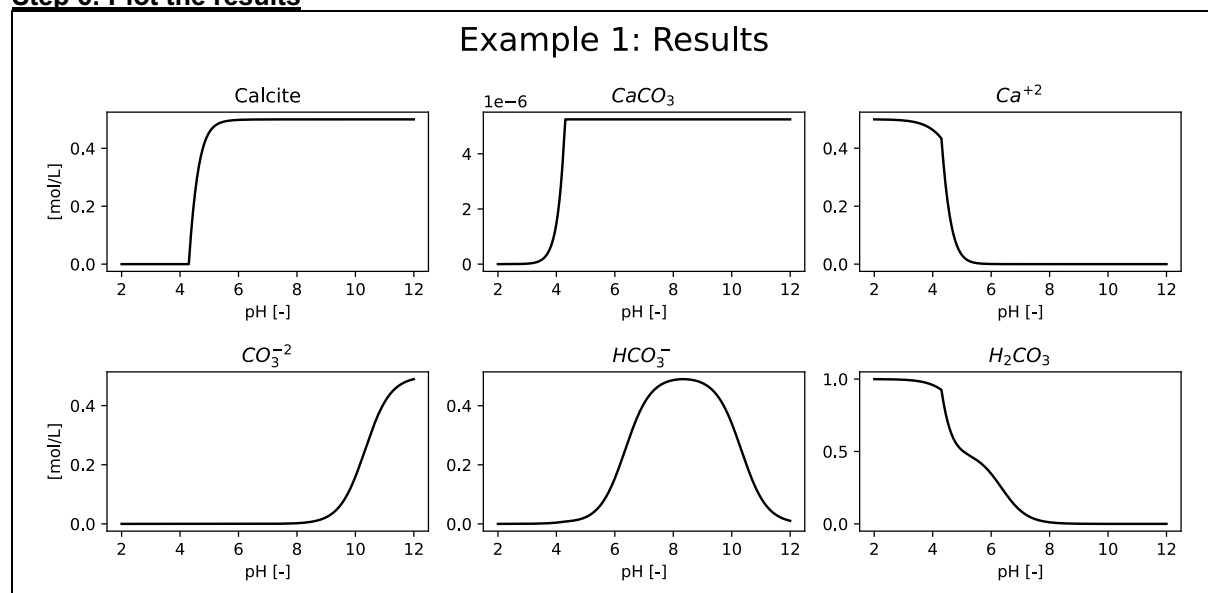 Step 6: Plot the results
Example 1: Results
Calcite
[mol/L]
0.4
0.2
0.0
2 4 6 8 10 12
pH [-]
CaCO3
1e−6
4
2
0
2 4 6 8 10 12
pH [-]
Ca+2
0.4
0.2
0.0
2 4 6 8 10 12
pH [-]
CO3−2
[mol/L]
0.4
0.2
0.0
2 4 6 8 10 12
pH [-]
HCO3−
0.4
0.2
0.0
2 4 6 8 10 12
pH [-]
H2CO3
1.0
0.5
0.0
2 4 6 8 10 12
pH [-]